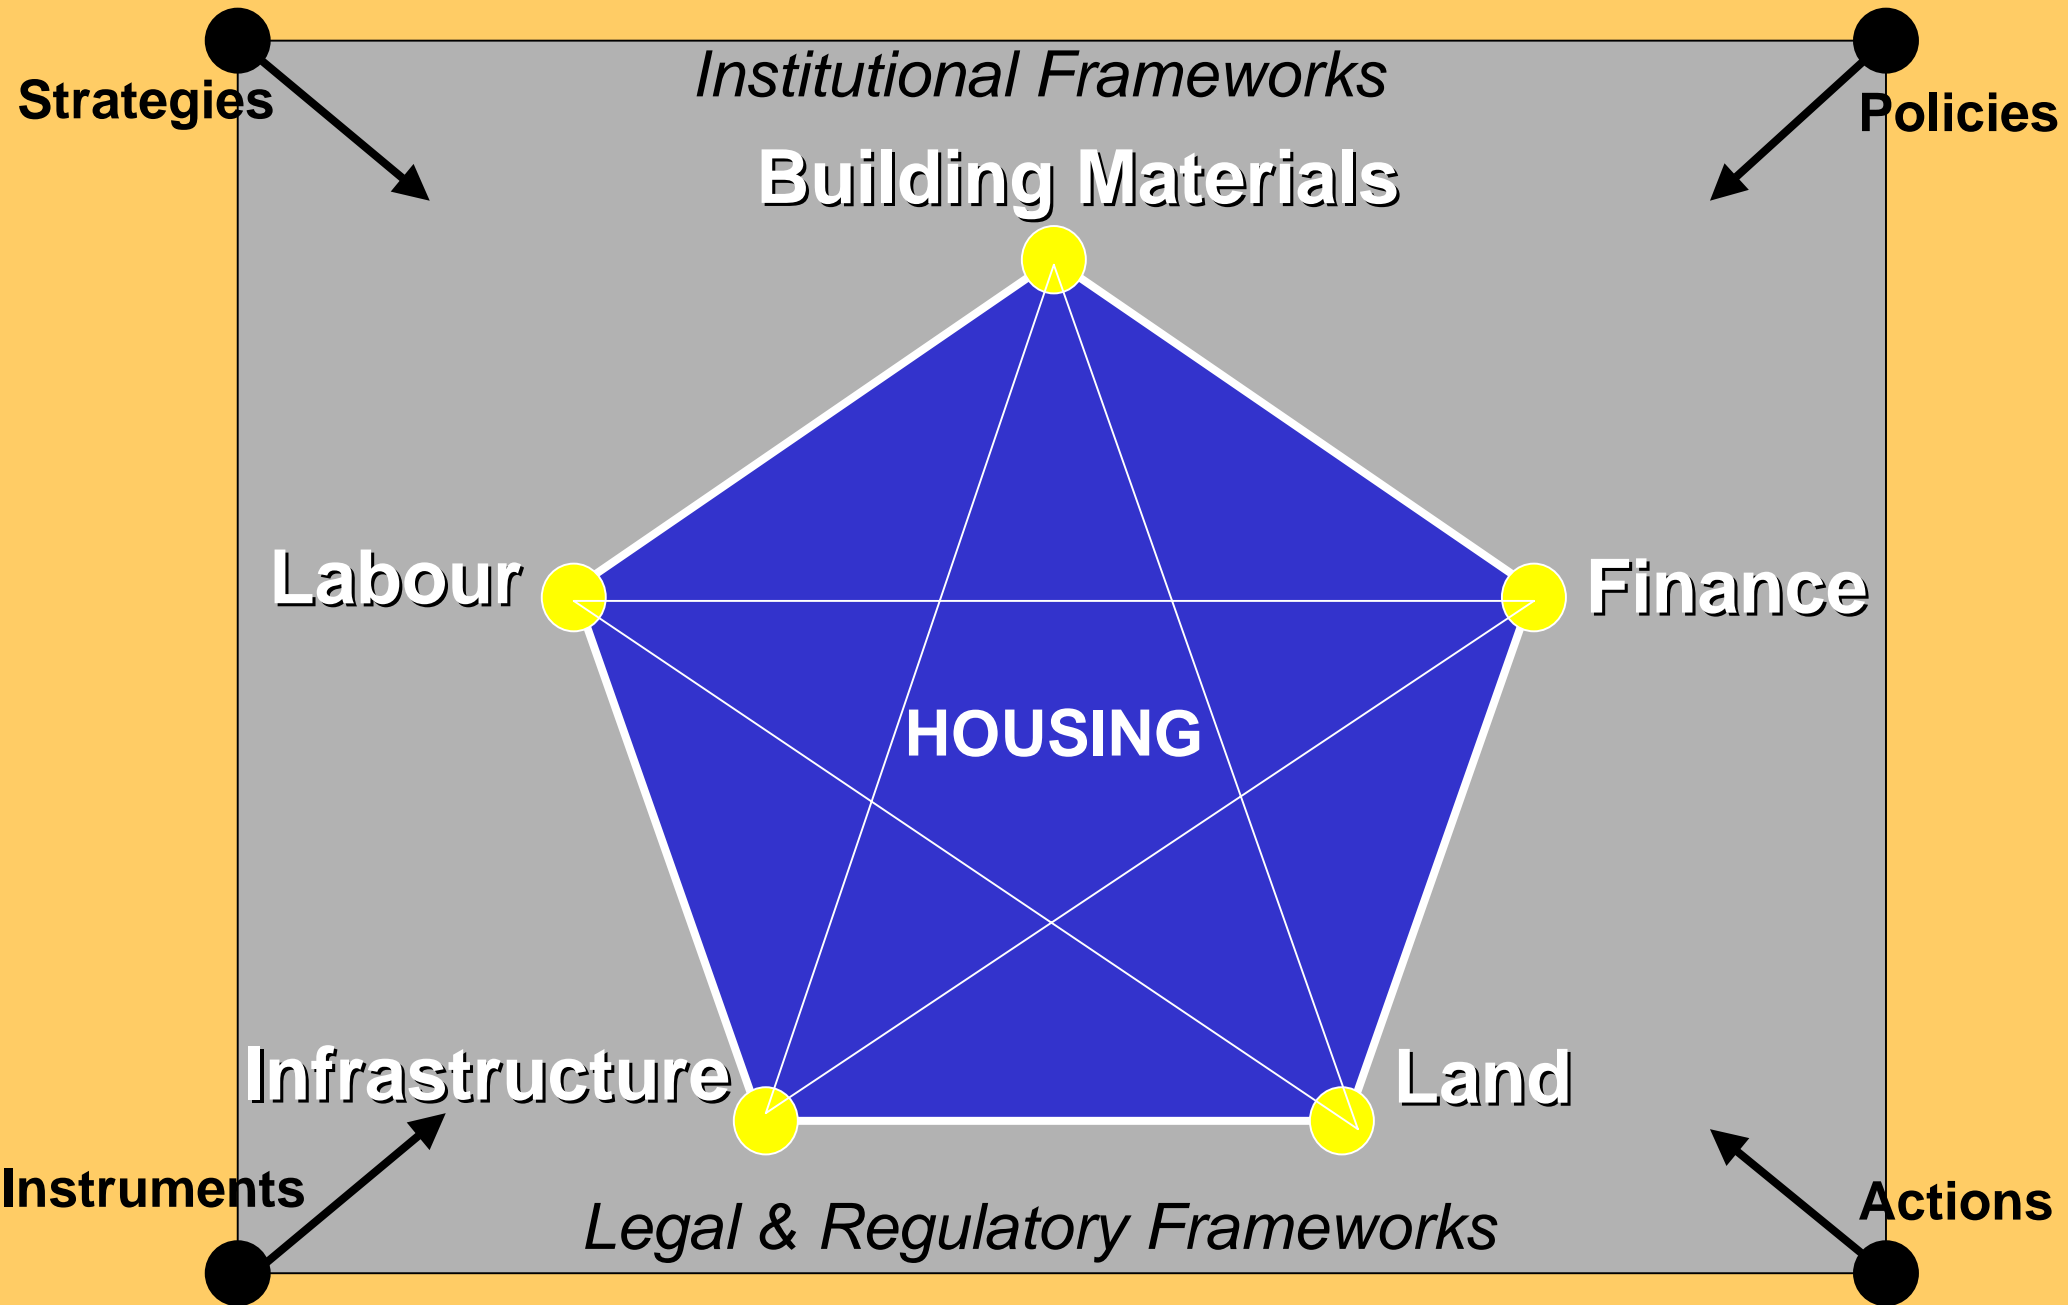 Institutional Frameworks
Strategies
Policies
Building Materials
Labour
Finance
HOUSING
Infrastructure
Land
Instruments
Actions
Legal & Regulatory Frameworks